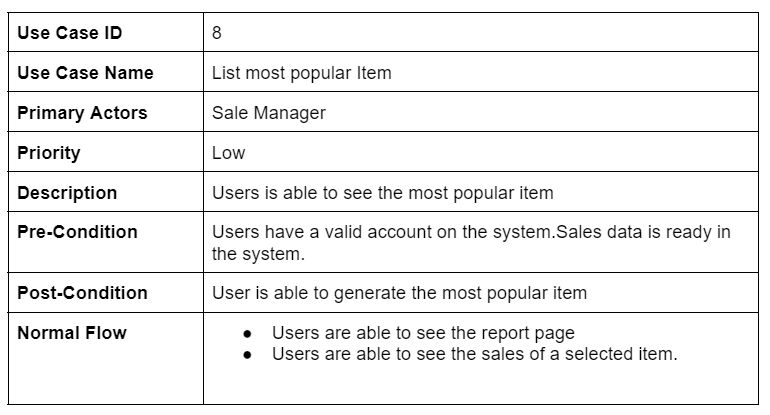 Use Case ID 8
Use Case Name List most popular Item
Primary Actors Sale Manager
Priority Low
Description Users is able to see the most popular item
Pre-Condition Users have a valid account on the system.Sales data is ready in
the system.
Post-Condition User is able to generate the most popular item
Normal Flow ● Users are able to see the report page
● Users are able to see the sales of a selected item.